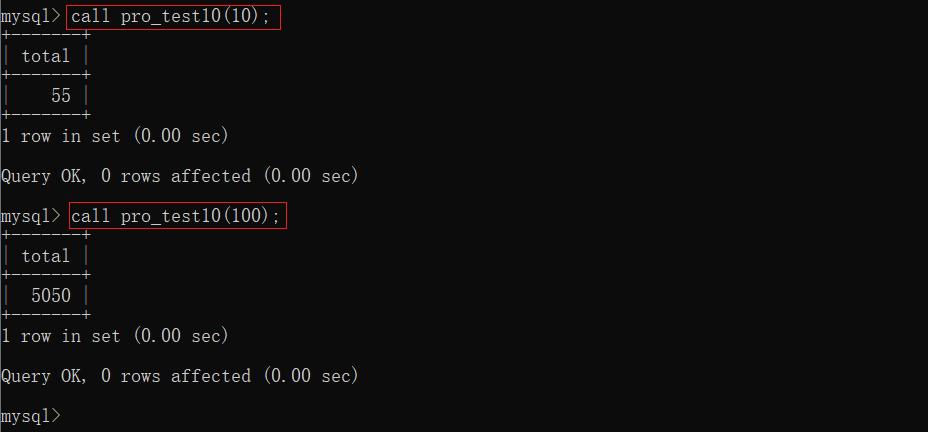 mysql> call pro_test10(10);
+-------+
| total |
+-------+
|    55 |
+-------+
1 row in set (0.00 sec)
Query OK, 0 rows affected (0.00 sec)
mysql> call pro_test10(100);
+-------+
| total |
+-------+
|  5050 |
+-------+
1 row in set (0.00 sec)
Query OK, 0 rows affected (0.00 sec)
mysql>